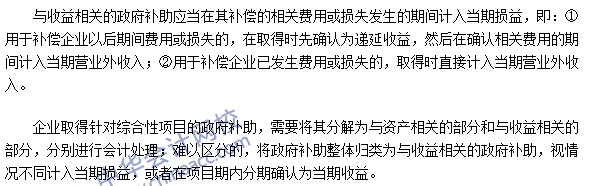 与收益相关的政府补助应当在其补偿的相关费用或损失发生的期间计入当期损益，即：①
用于补偿企业以后期间费用或损失的，在取得时先确认为递延收益，然后在确认相关费用的期
间计入当期营业外收入；②用于补偿企业已发生费用或损失的，取得时直接计入当期营业外收
入。
企业取得针对综合性项目的政府补助，需要将其分解为与资产相关的部分和与收益相关的
部分，分别进行会计处理；难以区分的，将政府补助整体归类为与收益相关的政府补助，视情
况不同计入当期损益，或者在项目期内分期确认为当期收益。
中华会计网校